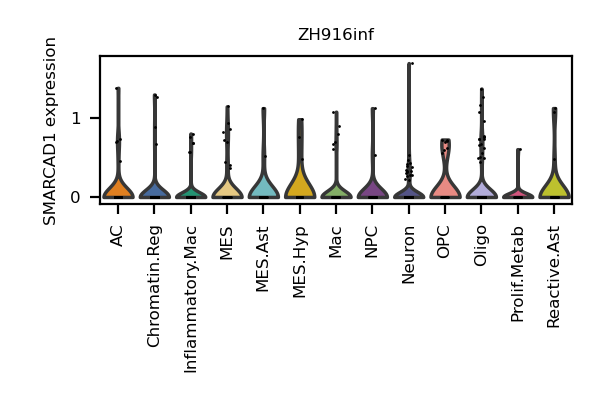 ZH916inf
SMARCAD1 expression
1
0
AC
Chromatin.Reg
Inflammatory.Mac
MES
MES.Ast
MES.Hyp
Mac
NPC
Neuron
OPC
Oligo
Prolif.Metab
Reactive.Ast